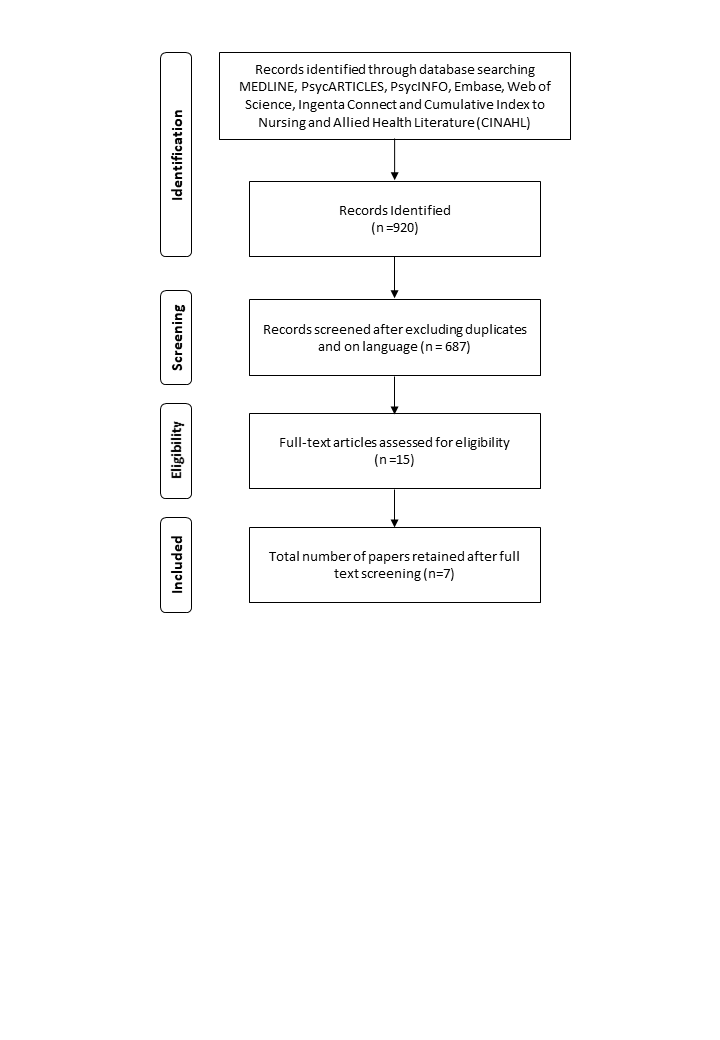 Identification
Records identified through database searching
MEDLINE, PsycARTICLES, PsycINFO, Embase, Web of
Science, Ingenta Connect and Cumulative Index to
Nursing and Allied Health Literature (CINAHL)
Records Identified
(n =920)
Screening
Records screened after excluding duplicates
and on language (n = 687)
Eligibility
Full-text articles assessed for eligibility
(n =15)
Included
Total number of papers retained after full
text screening (n=7)